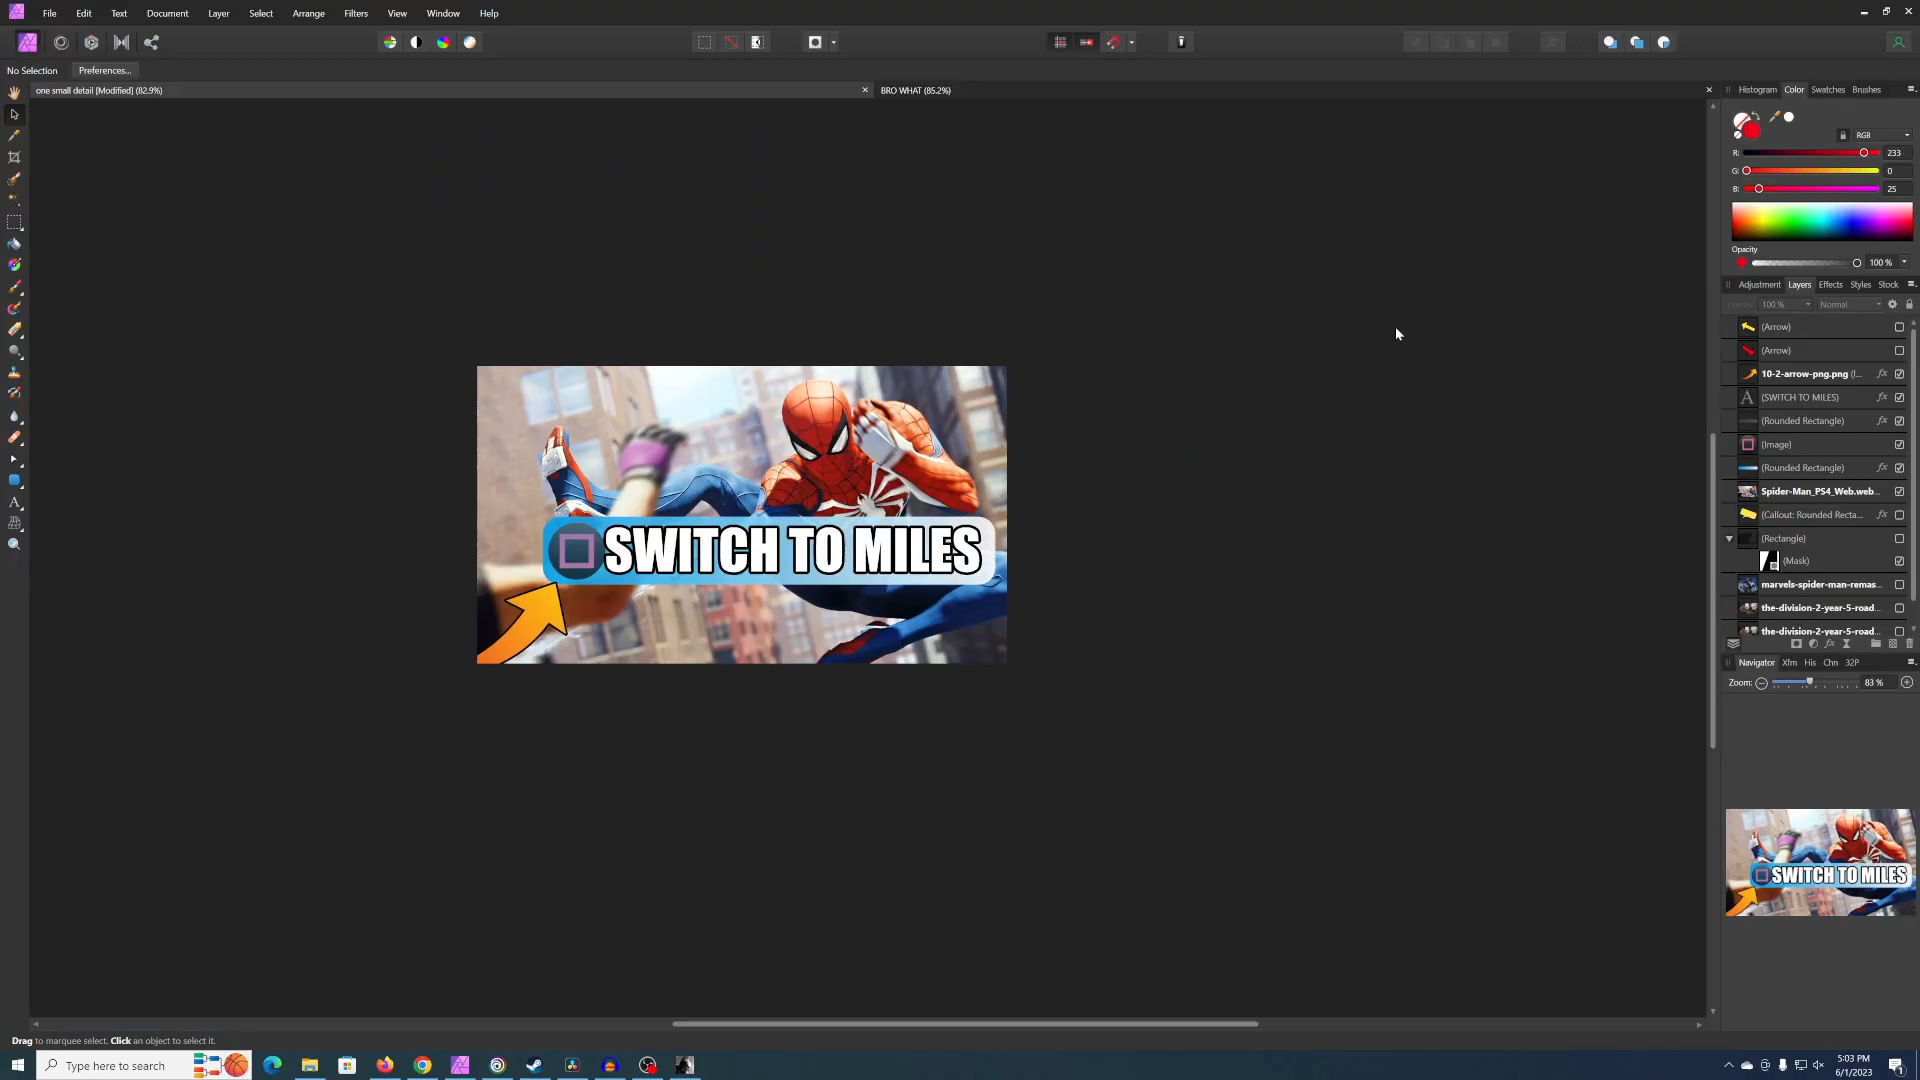 File Edit Text Document Layer Select Arrange Filters View Window Help
No Selection Preferences...
one small detail [Modified] (82.9%) BRO WHAT (85.2%)
Histogram Color Swatches Brushes
RGB
R: 233
G: 0
B: 25
Opacity
100 %
Adjustment Layers Effects Styles Stock
100 % Normal
(Arrow)
(Arrow)
10-2-arrow-png.png (I...
A (SWITCH TO MILES)
(Rounded Rectangle)
(Image)
(Rounded Rectangle)
Spider-Man_PS4_Web.web...
(Callout: Rounded Recta...
(Rectangle)
(Mask)
marvels-spider-man-remas...
the-division-2-year-5-road...
the-division-2-year-5-road...
SWITCH TO MILES
Navigator Xfm His Chn 32P
Zoom: 83 %
SWITCH TO MILES
Drag to marquee select. Click an object to select it.
Type here to search
5:03 PM
6/1/2023